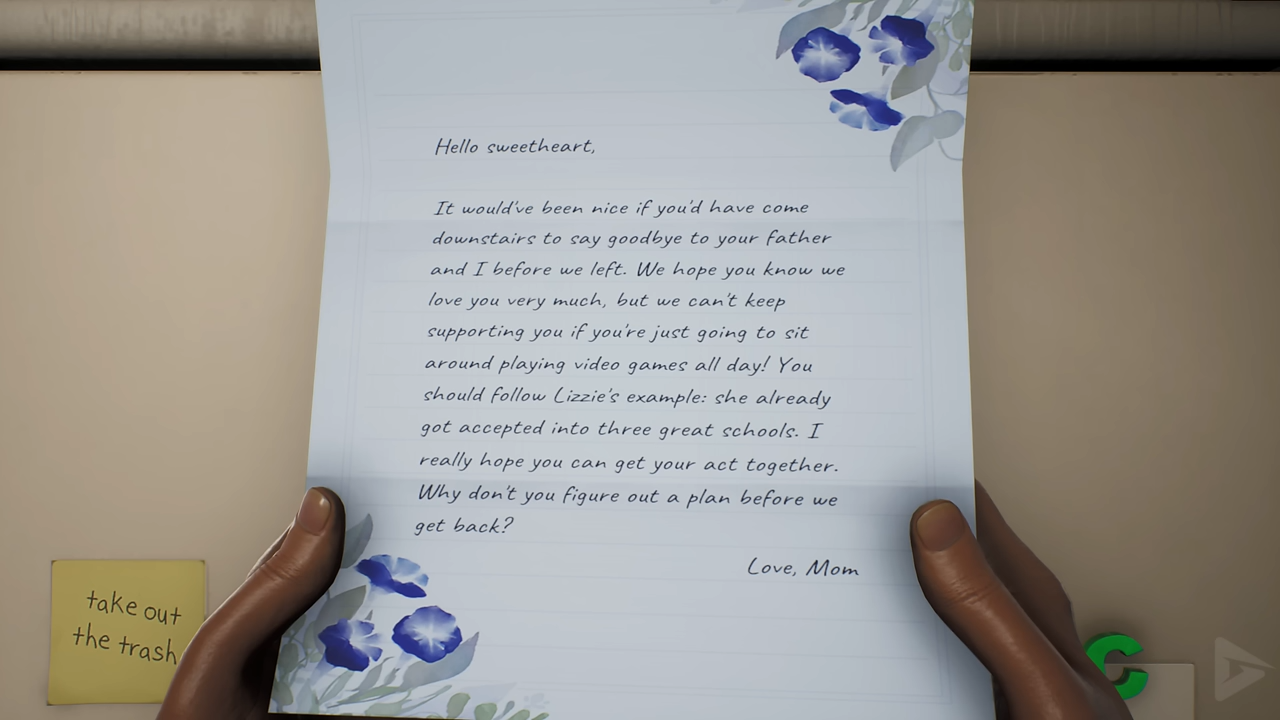 Hello sweetheart,
It would've been nice if you'd have come
downstairs to say goodbye to your father
and I before we left. We hope you know we
love you very much, but we can't keep
supporting you if you're just going to sit
around playing video games all day! You
should follow Lizzie's example: she already
got accepted into three great schools. I
really hope you can get your act together.
Why don't you figure out a plan before we
get back?
Love, Mom
take out
the trash
C